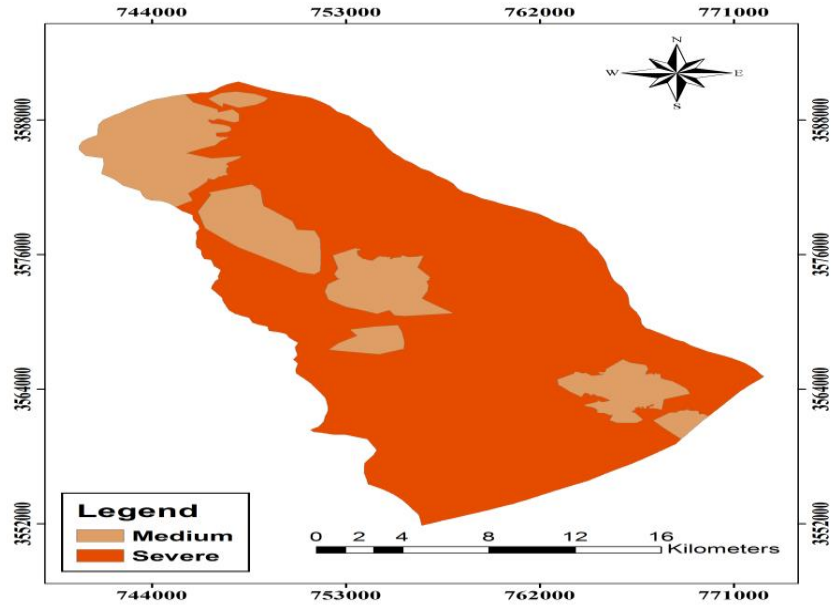 744000 753000 762000 771000
N
W E
S
3588000 3588000
3576000 3576000
3564000 3564000
3552000 3552000
Legend
Medium
Severe
0 2 4 8 12 16
Kilometers
744000 753000 762000 771000